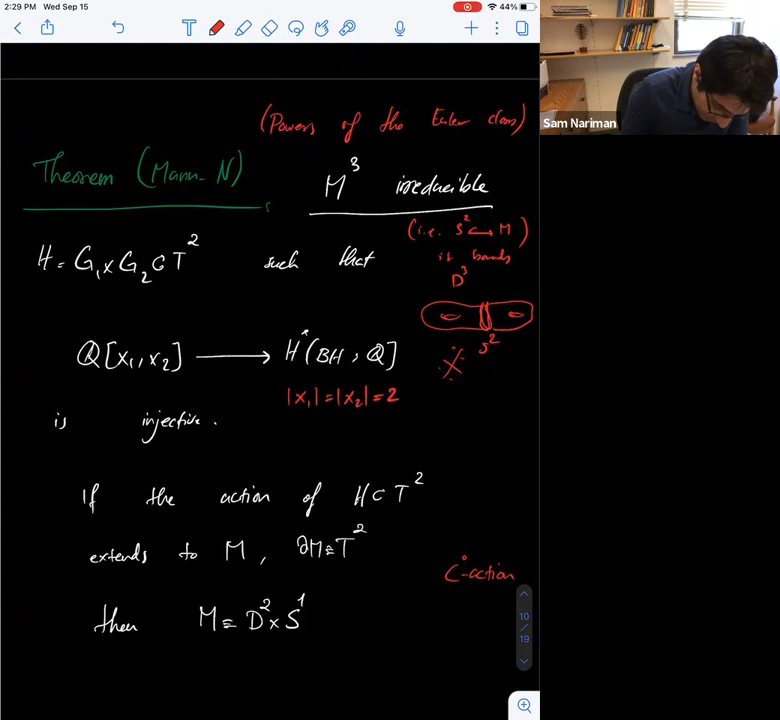 2:29 PM Wed Sep 15
44%
Sam Nariman
(Powers of the Euler class)
Theorem (Mann-N)
M³ irreducible
(i.e. S² ↪ M)
it bounds
D³
H = G₁ × G₂ ↻ T² such that
S²
Q[x₁, x₂] ⟶ H*(BH; Q)
|x₁| = |x₂| = 2
is injective.
If the action of H ↻ T²
extends to M, ∂M ≅ T²
C⁰-action
then M ≅ D² × S¹
10
/
19